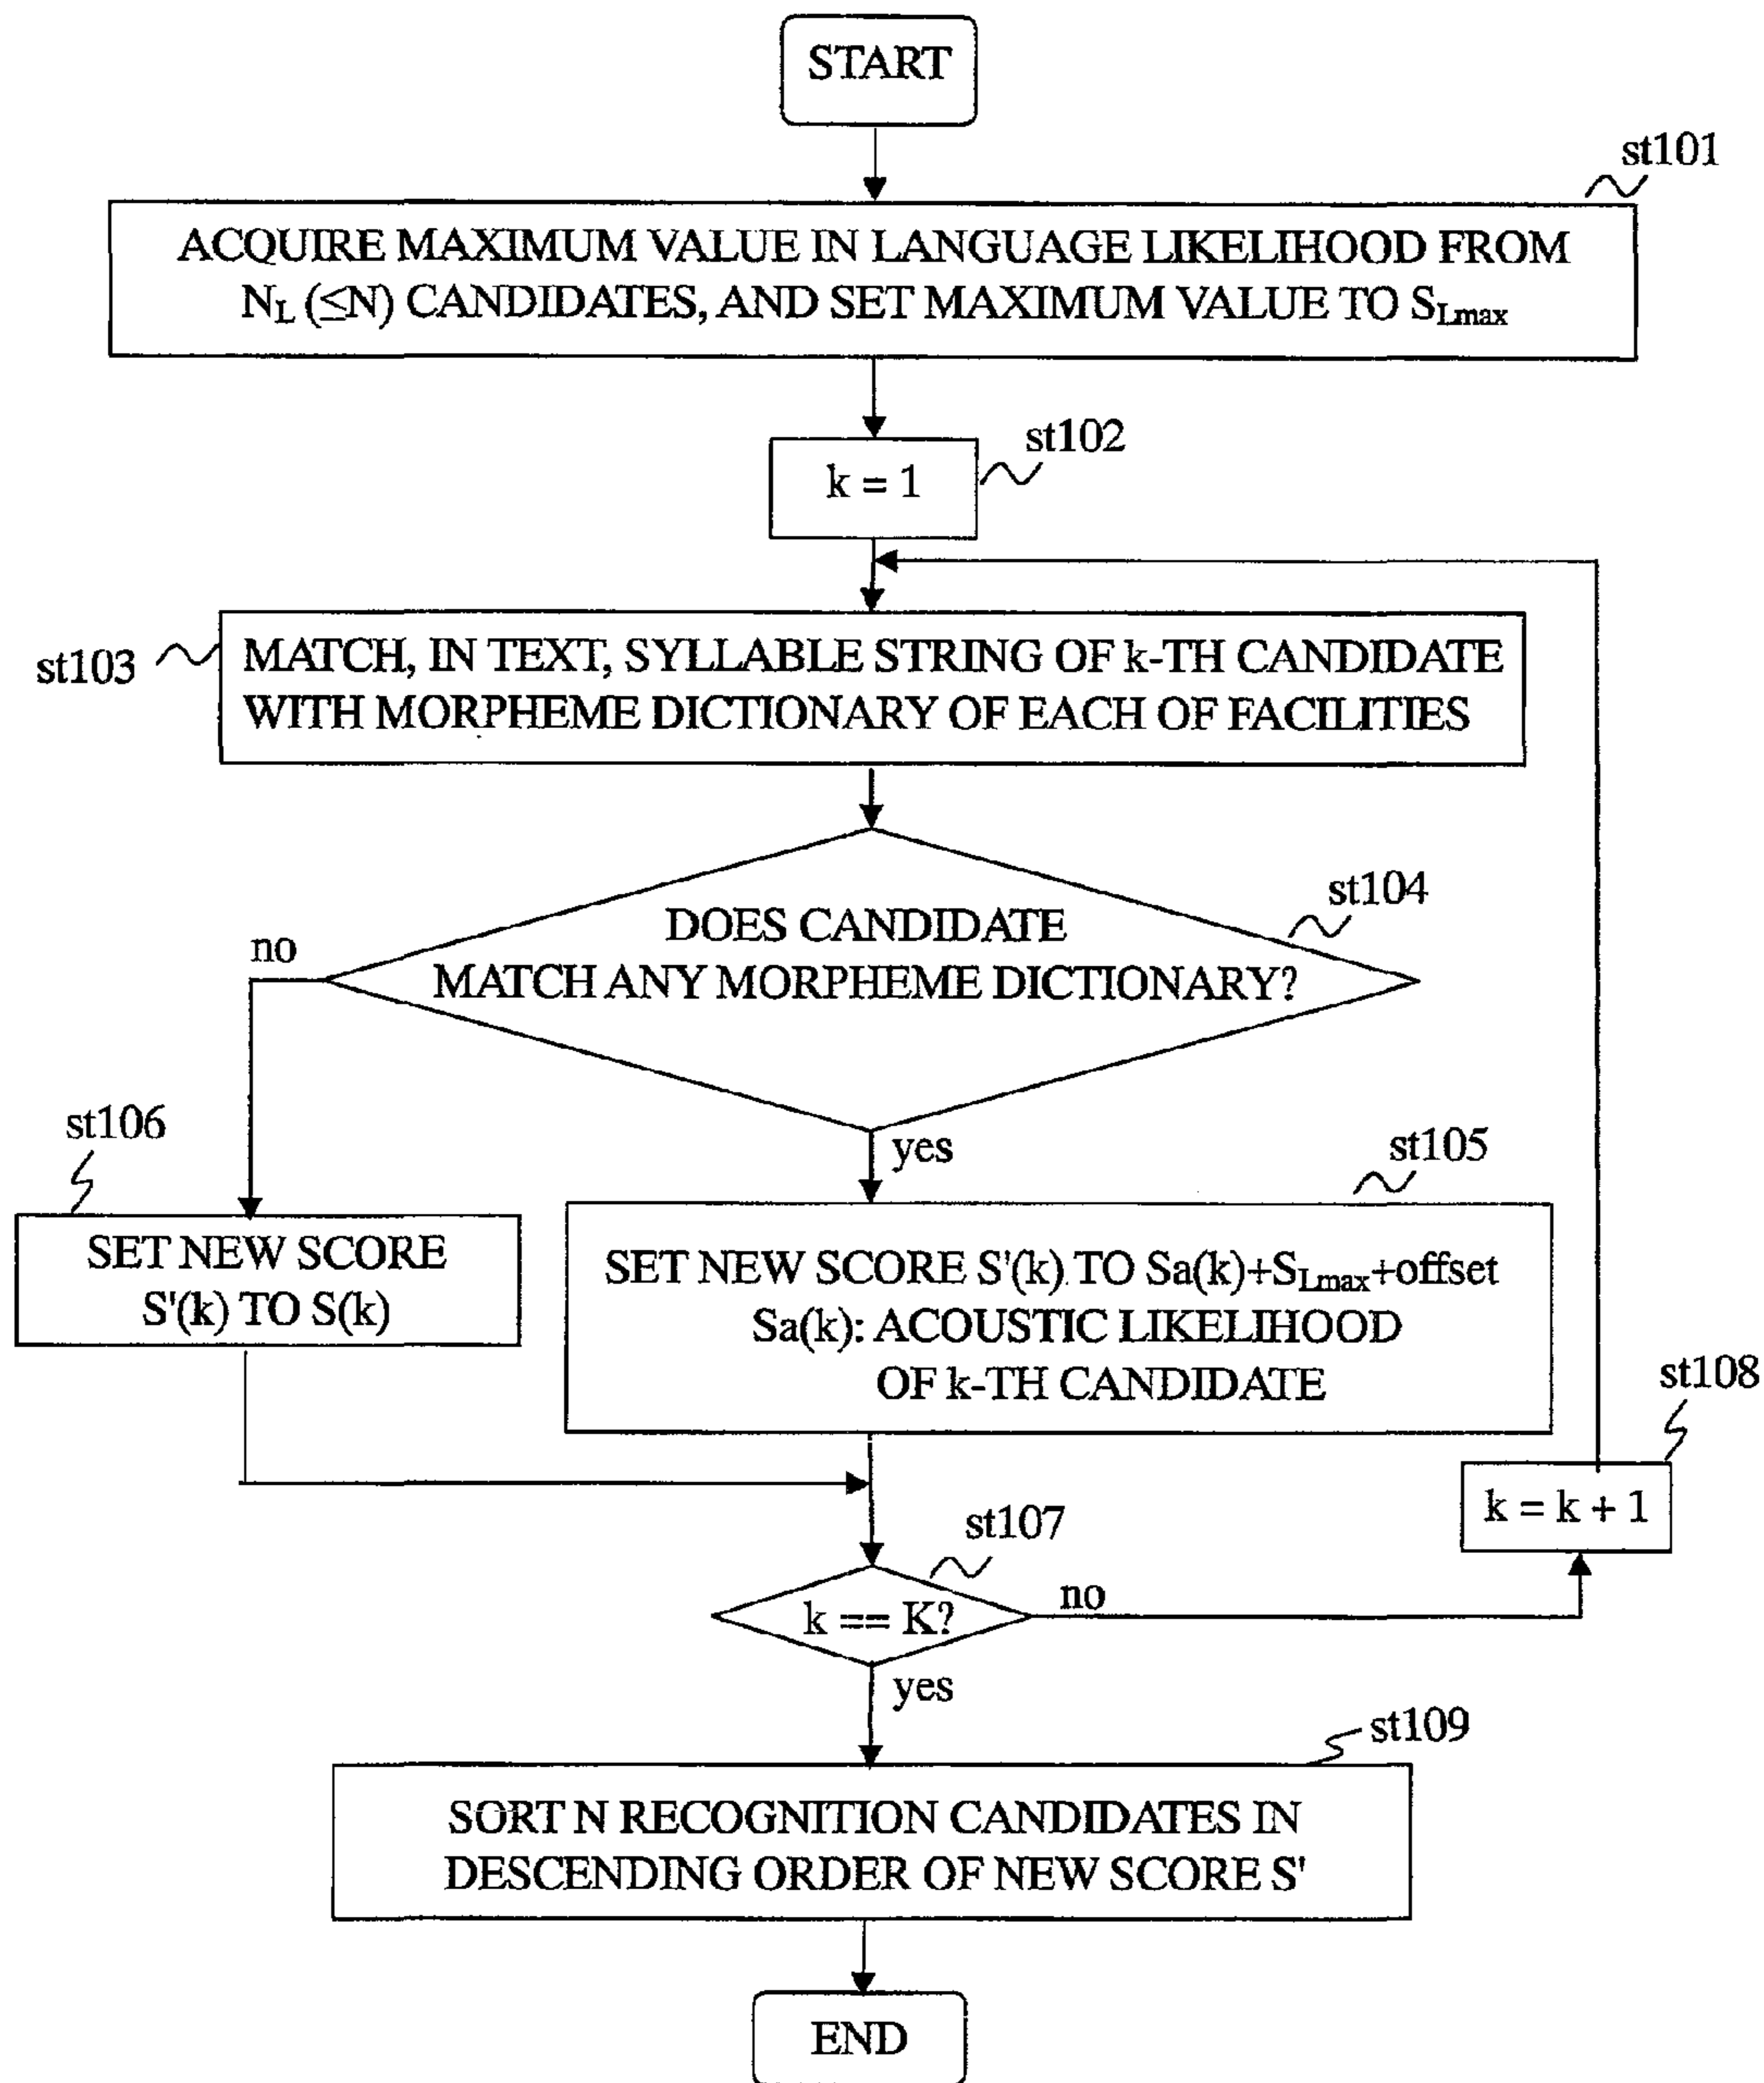 START
st101
ACQUIRE MAXIMUM VALUE IN LANGUAGE LIKELIHOOD FROM
N_L (≤N) CANDIDATES, AND SET MAXIMUM VALUE TO S_Lmax
st102
k = 1
st103
MATCH, IN TEXT, SYLLABLE STRING OF k-TH CANDIDATE
WITH MORPHEME DICTIONARY OF EACH OF FACILITIES
st104
DOES CANDIDATE
MATCH ANY MORPHEME DICTIONARY?
no
yes
st106
SET NEW SCORE
S'(k) TO S(k)
st105
SET NEW SCORE S'(k) TO Sa(k)+S_Lmax+offset
Sa(k): ACOUSTIC LIKELIHOOD
OF k-TH CANDIDATE
st108
k = k + 1
st107
k == K?
no
yes
st109
SORT N RECOGNITION CANDIDATES IN
DESCENDING ORDER OF NEW SCORE S'
END